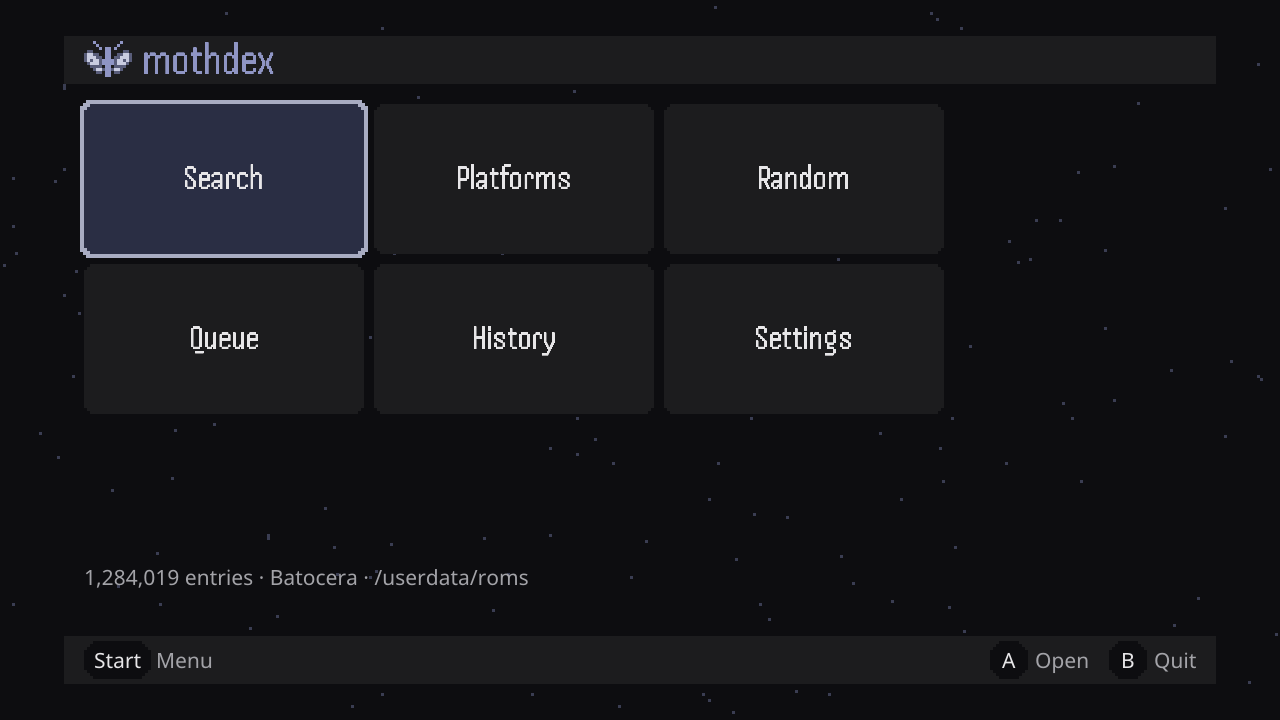 mothdex
Search
Platforms
Random
Queue
History
Settings
1,284,019 entries · Batocera · /userdata/roms
Start Menu
A Open
B Quit